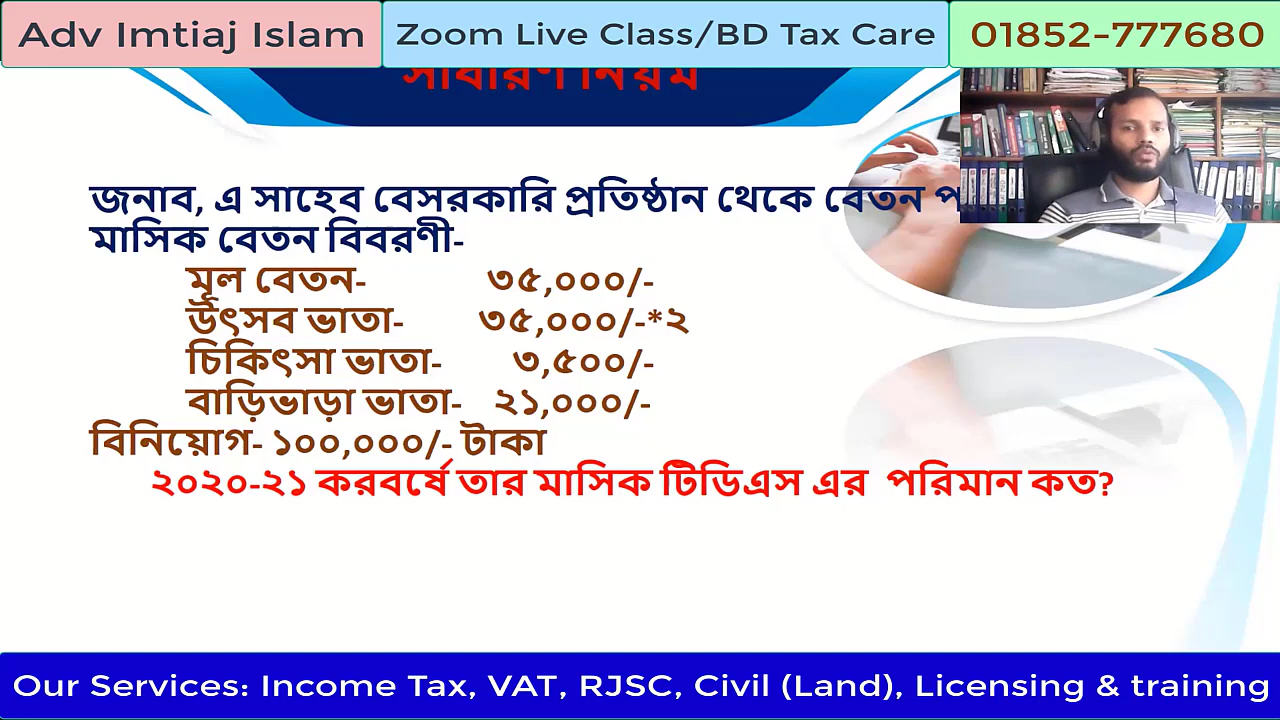 Adv Imtiaj Islam
Zoom Live Class/BD Tax Care
01852-777680
সাধারণ নিয়ম
জনাব, এ সাহেব বেসরকারি প্রতিষ্ঠান থেকে বেতন
মাসিক বেতন বিবরণী-
মূল বেতন- ৩৫,০০০/-
উৎসব ভাতা- ৩৫,০০০/-*২
চিকিৎসা ভাতা- ৩,৫০০/-
বাড়িভাড়া ভাতা- ২১,০০০/-
বিনিয়োগ- ১০০,০০০/- টাকা
২০২০-২১ করবর্ষে তার মাসিক টিডিএস এর পরিমান কত?
Our Services: Income Tax, VAT, RJSC, Civil (Land), Licensing & training